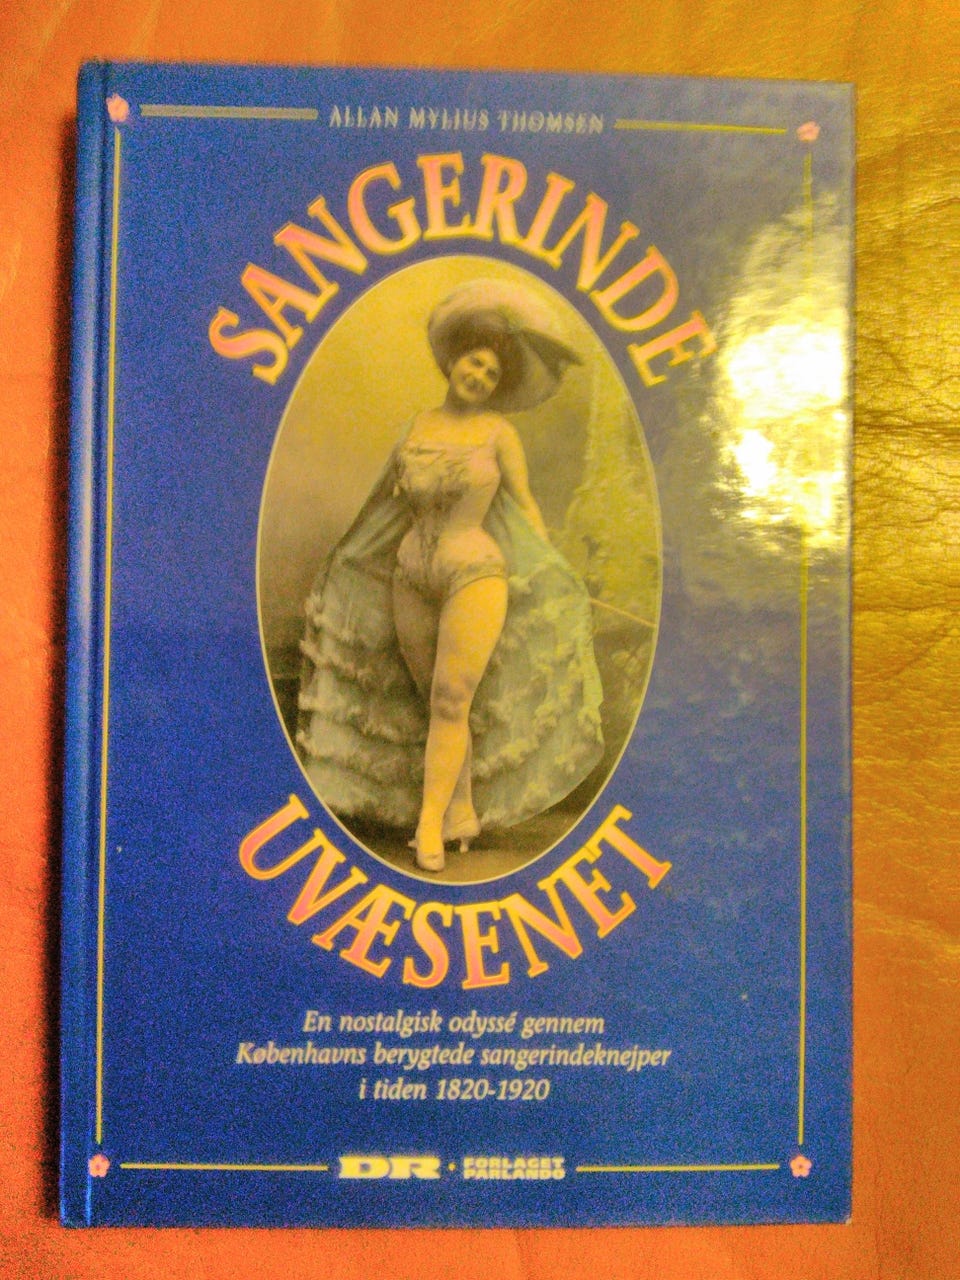 ALLAN MYLIUS THOMSEN
SANGERINDE
UVÆSENET
En nostalgisk odyssé gennem
Københavns berygtede sangerindeknejper
i tiden 1820-1920
DR · FORLAGET
PARLANDO